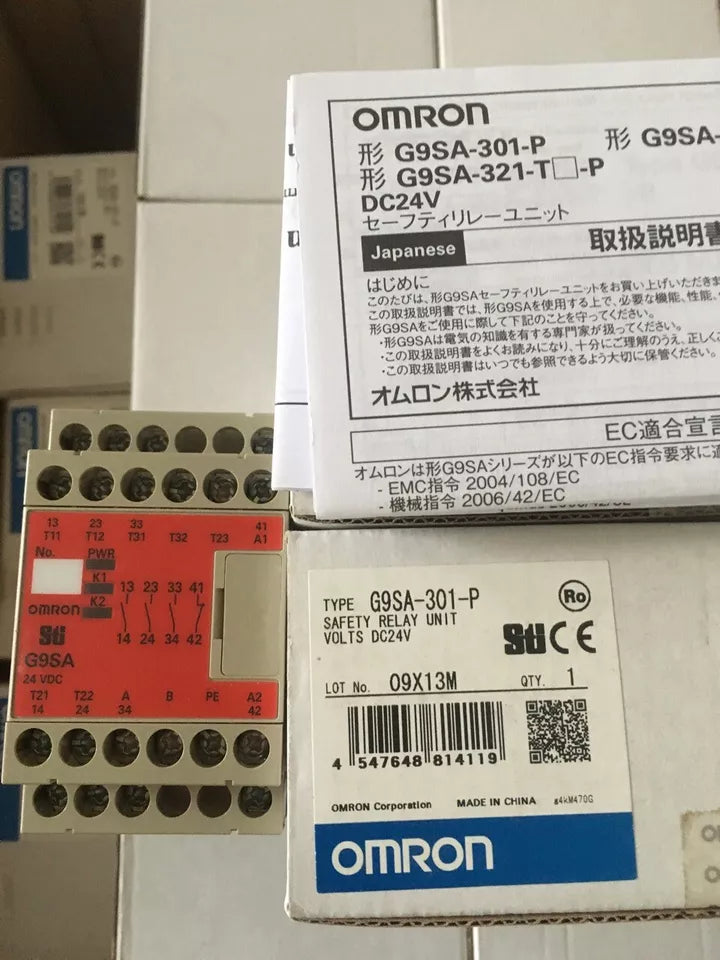 OMRON
形 G9SA-301-P 形 G9SA-
形 G9SA-321-T□-P
DC24V
セーフティリレーユニット
Japanese 取扱説明書
はじめに
このたびは、形G9SAセーフティリレーユニットをお買い上げいただきま
この取扱説明書では、形G9SAを使用する上で、必要な機能、性能、
形G9SAをご使用に際して下記のことを守ってください。
・形G9SAは電気の知識を有する専門家が扱ってください。
・この取扱説明書をよくお読みになり、十分にご理解のうえ、正しく
・この取扱説明書はいつでも参照できるよう大切に保管ください。
オムロン株式会社
EC適合宣言
オムロンは形G9SAシリーズが以下のEC指令要求に適
- EMC指令 2004/108/EC
- 機械指令 2006/42/EC
13 23 33 41
T11 T12 T31 T32 T23 A1
No. PWR
K1
K2
13 23 33 41
14 24 34 42
OMRON
Sti
G9SA
24 VDC
T21 T22 A B PE A2
14 24 34 42
TYPE G9SA-301-P
SAFETY RELAY UNIT
VOLTS DC24V
Ro
Sti CE
LOT No. 09X13M QTY. 1
4 547648 814119
OMRON Corporation MADE IN CHINA g4kM470G
OMRON
OMRON
OMRON